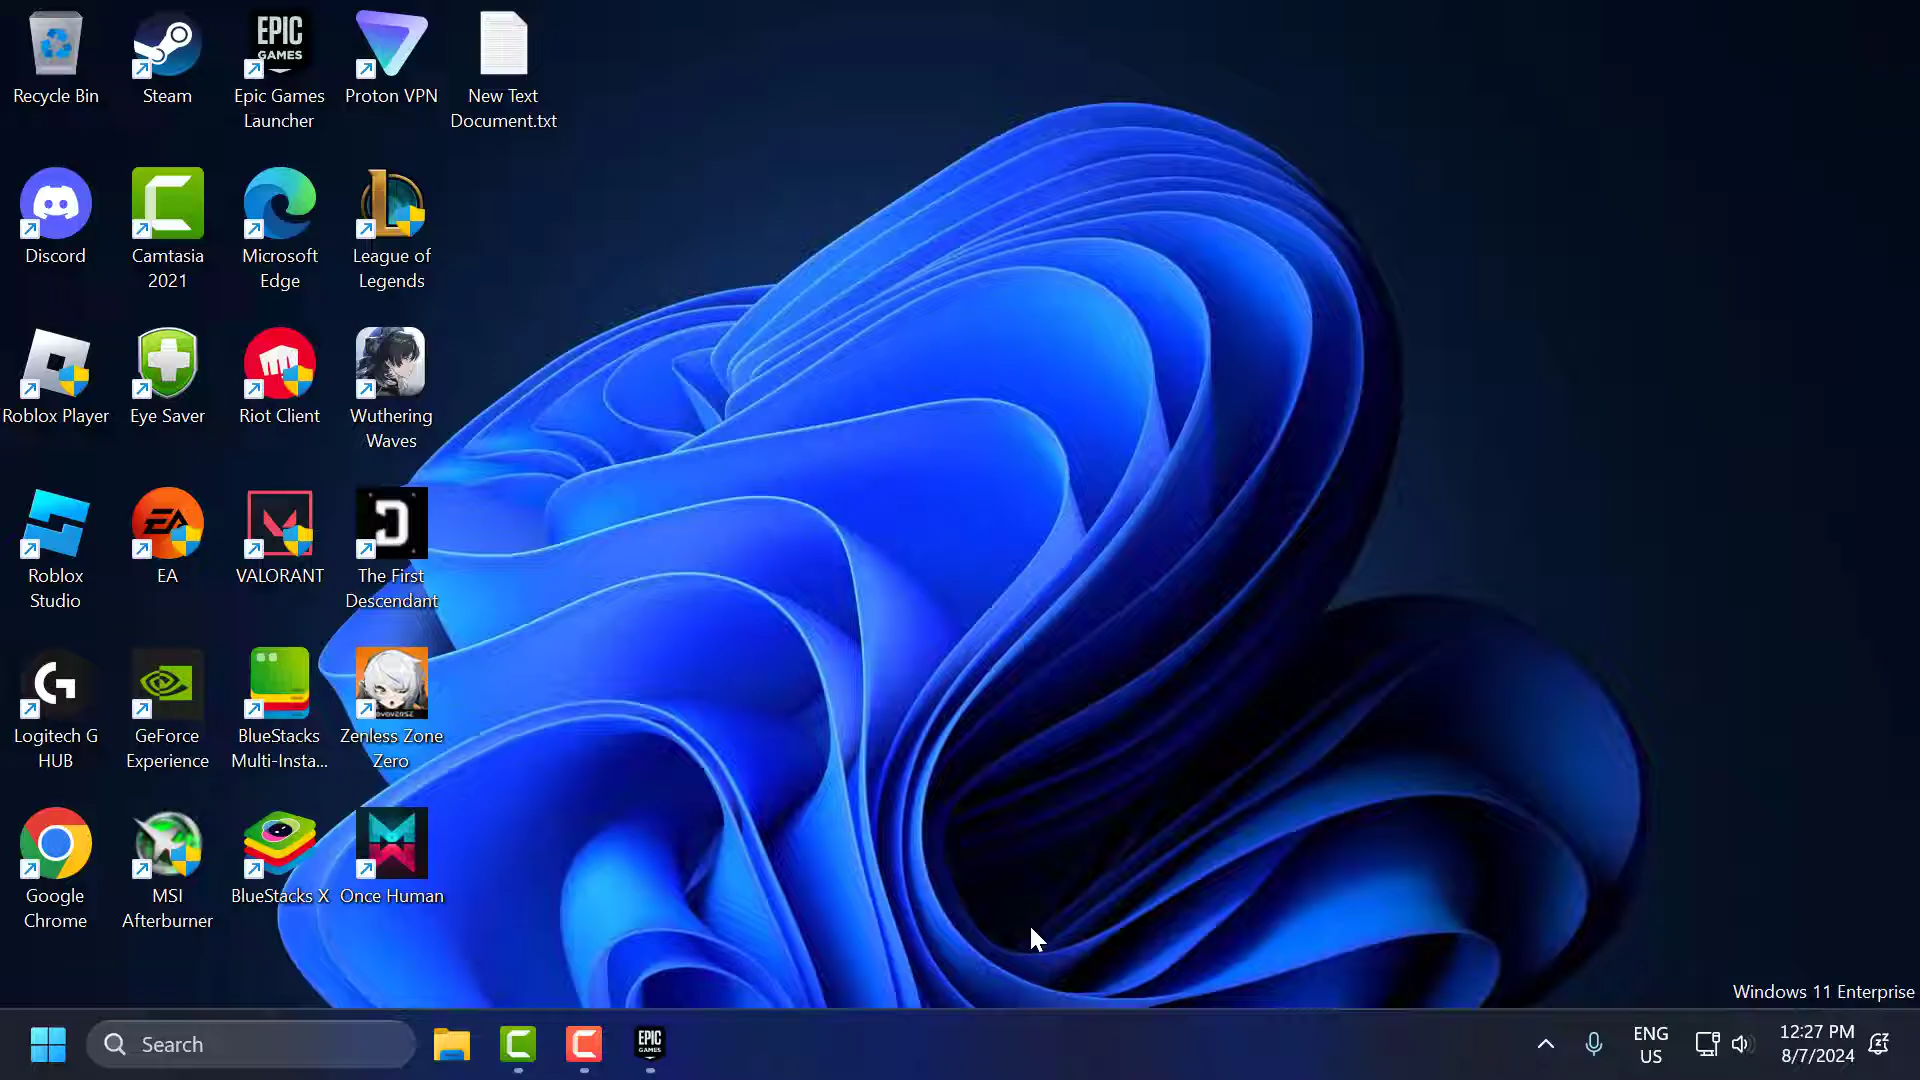 Recycle Bin
Steam
EPIC
GAMES
Epic Games
Launcher
Proton VPN
New Text
Document.txt
Discord
Camtasia
2021
Microsoft
Edge
League of
Legends
Roblox Player
Eye Saver
Riot Client
Wuthering
Waves
Roblox
Studio
EA
EA
VALORANT
The First
Descendant
Logitech G
HUB
GeForce
Experience
BlueStacks
Multi-Insta...
Zenless Zone
Zero
Google
Chrome
MSI
Afterburner
BlueStacks X
Once Human
Windows 11 Enterprise
Search
EPIC
GAMES
ENG
US
12:27 PM
8/7/2024